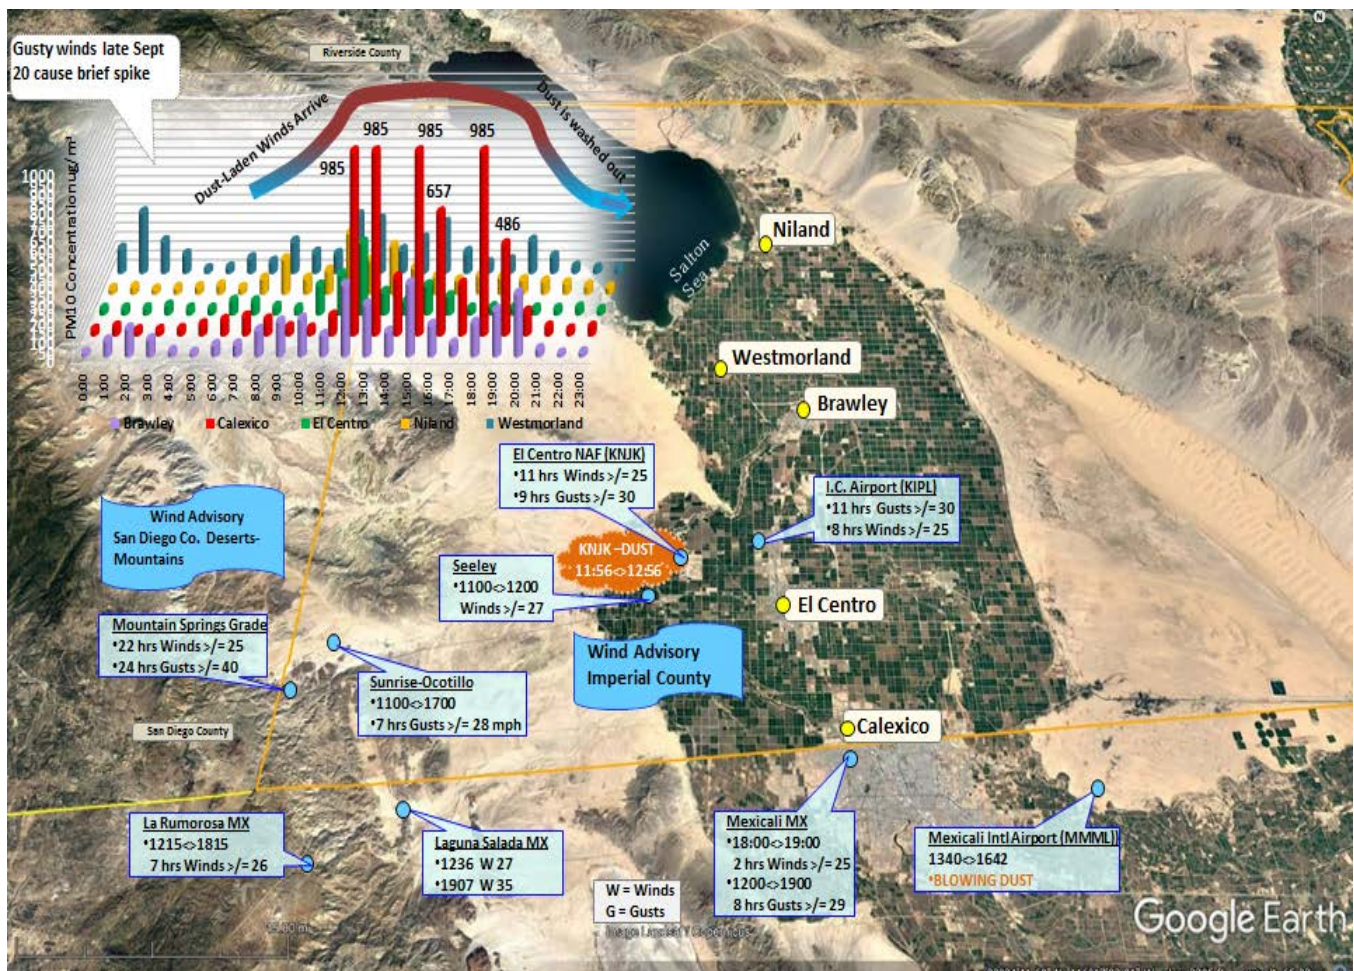 Gusty winds late Sept
20 cause brief spike
Riverside County
Dust-Laden Winds Arrive
Dust is washed out
985
985
985
985
657
486
PM10 Concentrationug/m³
1000
0:00
1:00
2:00
3:00
4:00
5:00
6:00
7:00
8:00
9:00
10:00
11:00
12:00
13:00
14:00
15:00
16:00
17:00
18:00
19:00
20:00
21:00
22:00
23:00
Brawley
Calexico
El Centro
Niland
Westmorland
Salton
Sea
Niland
Westmorland
Brawley
El Centro NAF (KNJK)
•11 hrs Winds >/= 25
•9 hrs Gusts >/= 30
I.C. Airport (KIPL)
•11 hrs Gusts >/= 30
•8 hrs Winds >/= 25
Wind Advisory
San Diego Co. Deserts-
Mountains
KNJK –DUST
11:56<>12:56
Seeley
•1100<>1200
Winds >/= 27
El Centro
Mountain Springs Grade
•22 hrs Winds >/= 25
•24 hrs Gusts >/= 40
Wind Advisory
Imperial County
Sunrise-Ocotillo
•1100<>1700
•7 hrs Gusts >/= 28 mph
San Diego County
Calexico
La Rumorosa MX
•1215<>1815
7 hrs Winds >/= 26
Laguna Salada MX
•1236 W 27
•1907 W 35
Mexicali MX
•18:00<>19:00
2 hrs Winds >/= 25
•1200<>1900
8 hrs Gusts >/= 29
Mexicali Intl Airport (MMML))
1340<>1642
•BLOWING DUST
W = Winds
G = Gusts
Google Earth